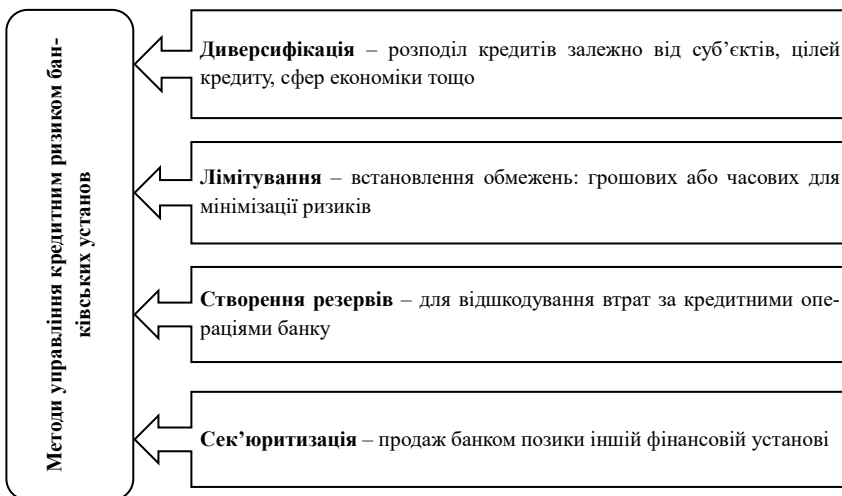 Методи управління кредитним ризиком бан-
ківських установ
Диверсифікація – розподіл кредитів залежно від суб’єктів, цілей
кредиту, сфер економіки тощо
Лімітування – встановлення обмежень: грошових або часових для
мінімізації ризиків
Створення резервів – для відшкодування втрат за кредитними опе-
раціями банку
Сек’юритизація – продаж банком позики іншій фінансовій установі